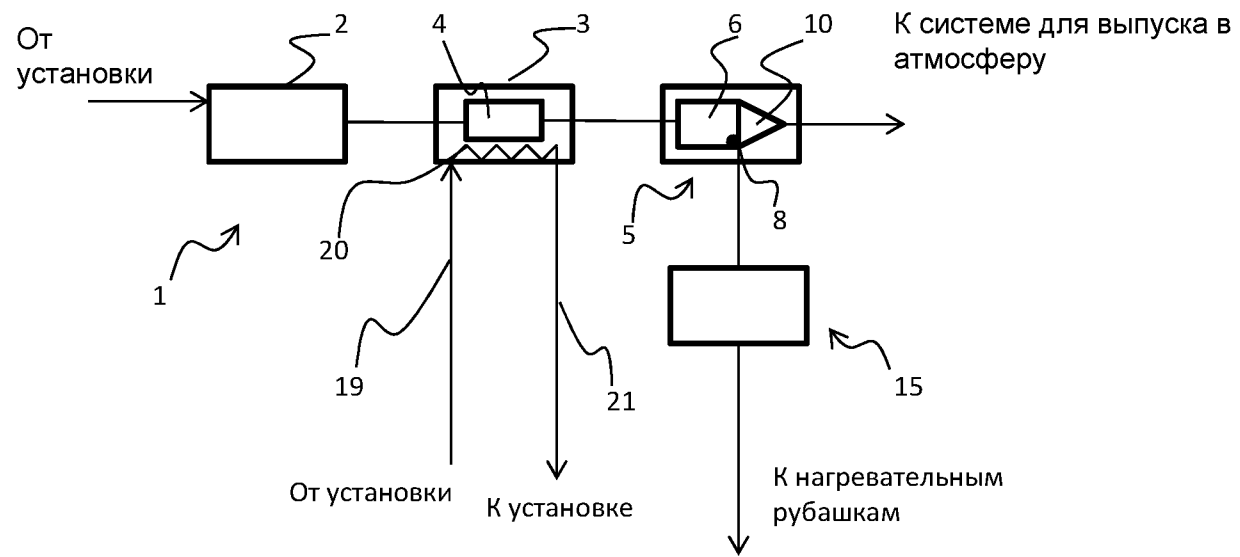 От
установки
2
4
3
6
10
К системе для выпуска в
атмосферу
20
5
8
1
19
21
15
От установки
К установке
К нагревательным
рубашкам